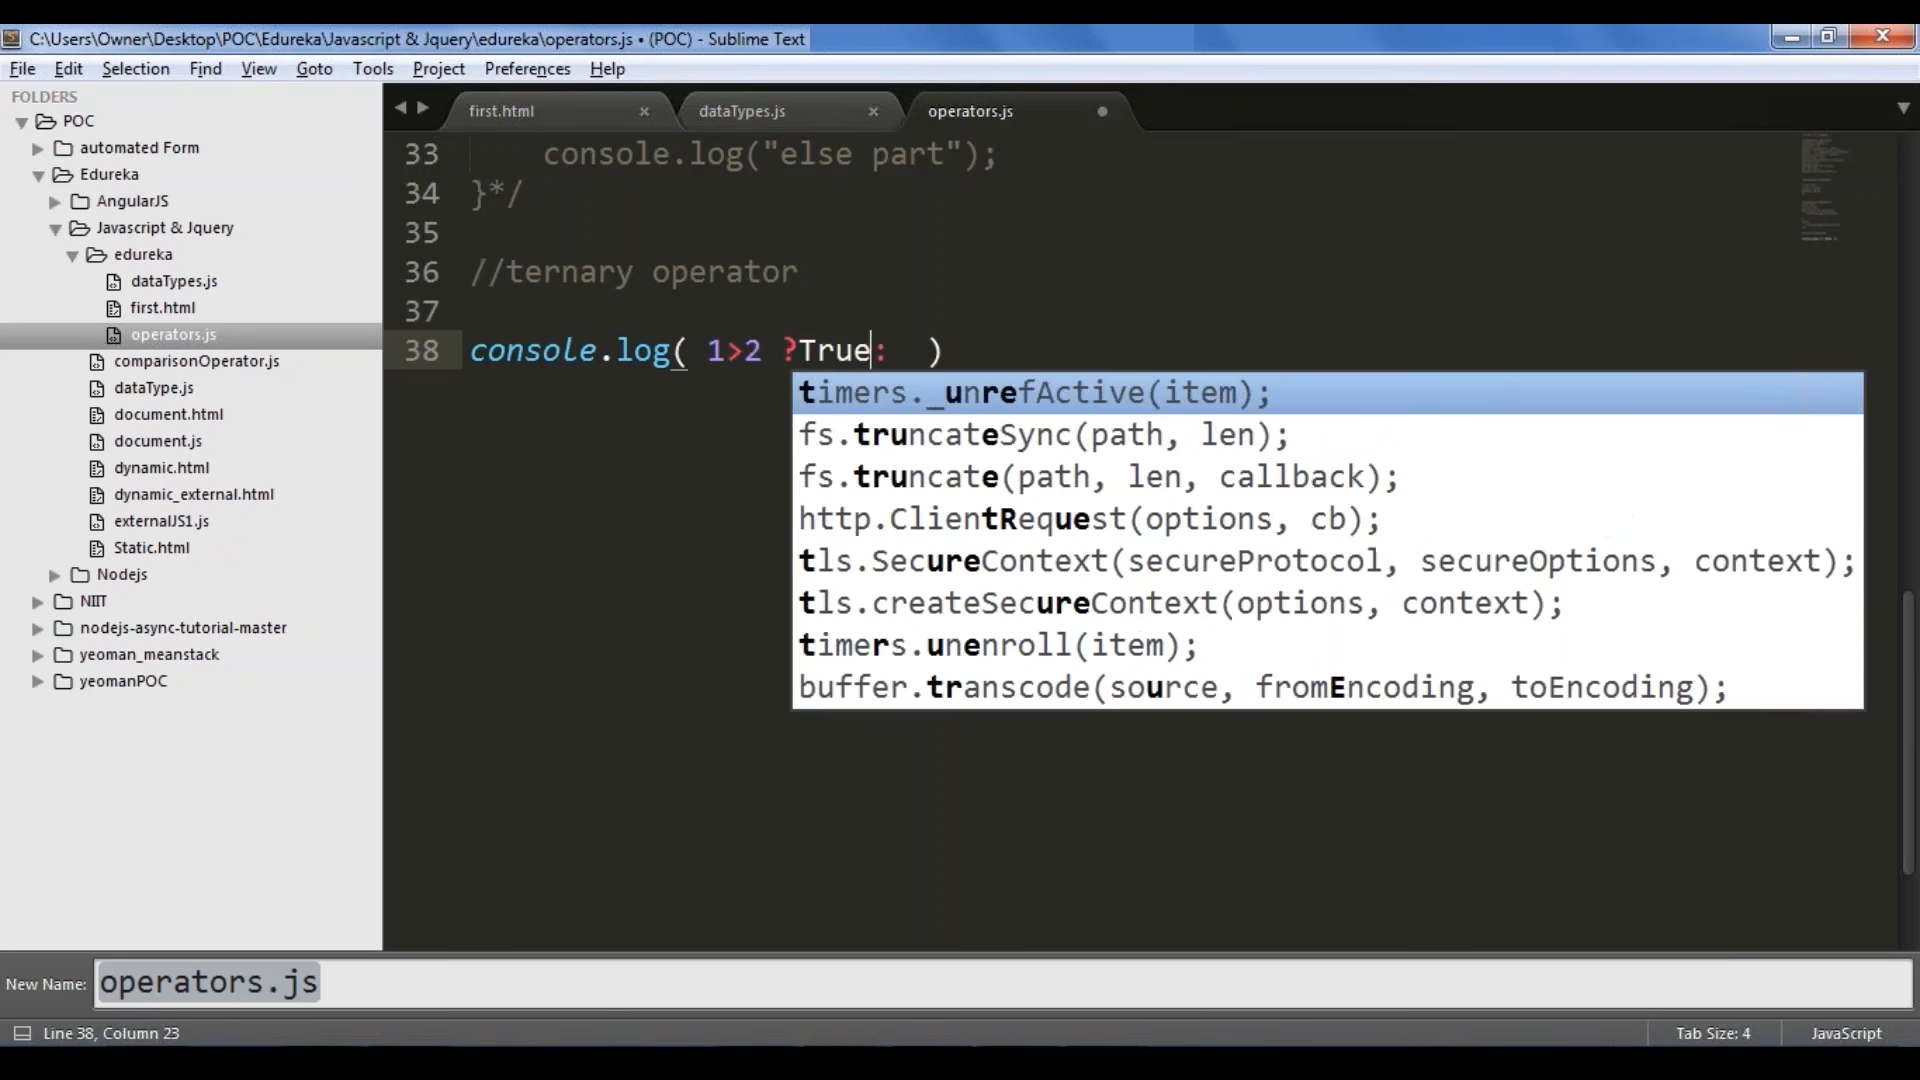 C:\Users\Owner\Desktop\POC\Edureka\Javascript & Jquery\edureka\operators.js • (POC) - Sublime Text
File Edit Selection Find View Goto Tools Project Preferences Help
FOLDERS
POC
automated Form
Edureka
AngularJS
Javascript & Jquery
edureka
dataTypes.js
first.html
operators.js
comparisonOperator.js
dataType.js
document.html
document.js
dynamic.html
dynamic_external.html
externalJS1.js
Static.html
Nodejs
NIIT
nodejs-async-tutorial-master
yeoman_meanstack
yeomanPOC
first.html dataTypes.js operators.js
33 console.log("else part");
34 }*/
35
36 //ternary operator
37
38 console.log( 1>2 ?True: )
timers._unrefActive(item);
fs.truncateSync(path, len);
fs.truncate(path, len, callback);
http.ClientRequest(options, cb);
tls.SecureContext(secureProtocol, secureOptions, context);
tls.createSecureContext(options, context);
timers.unenroll(item);
buffer.transcode(source, fromEncoding, toEncoding);
New Name: operators.js
Line 38, Column 23 Tab Size: 4 JavaScript